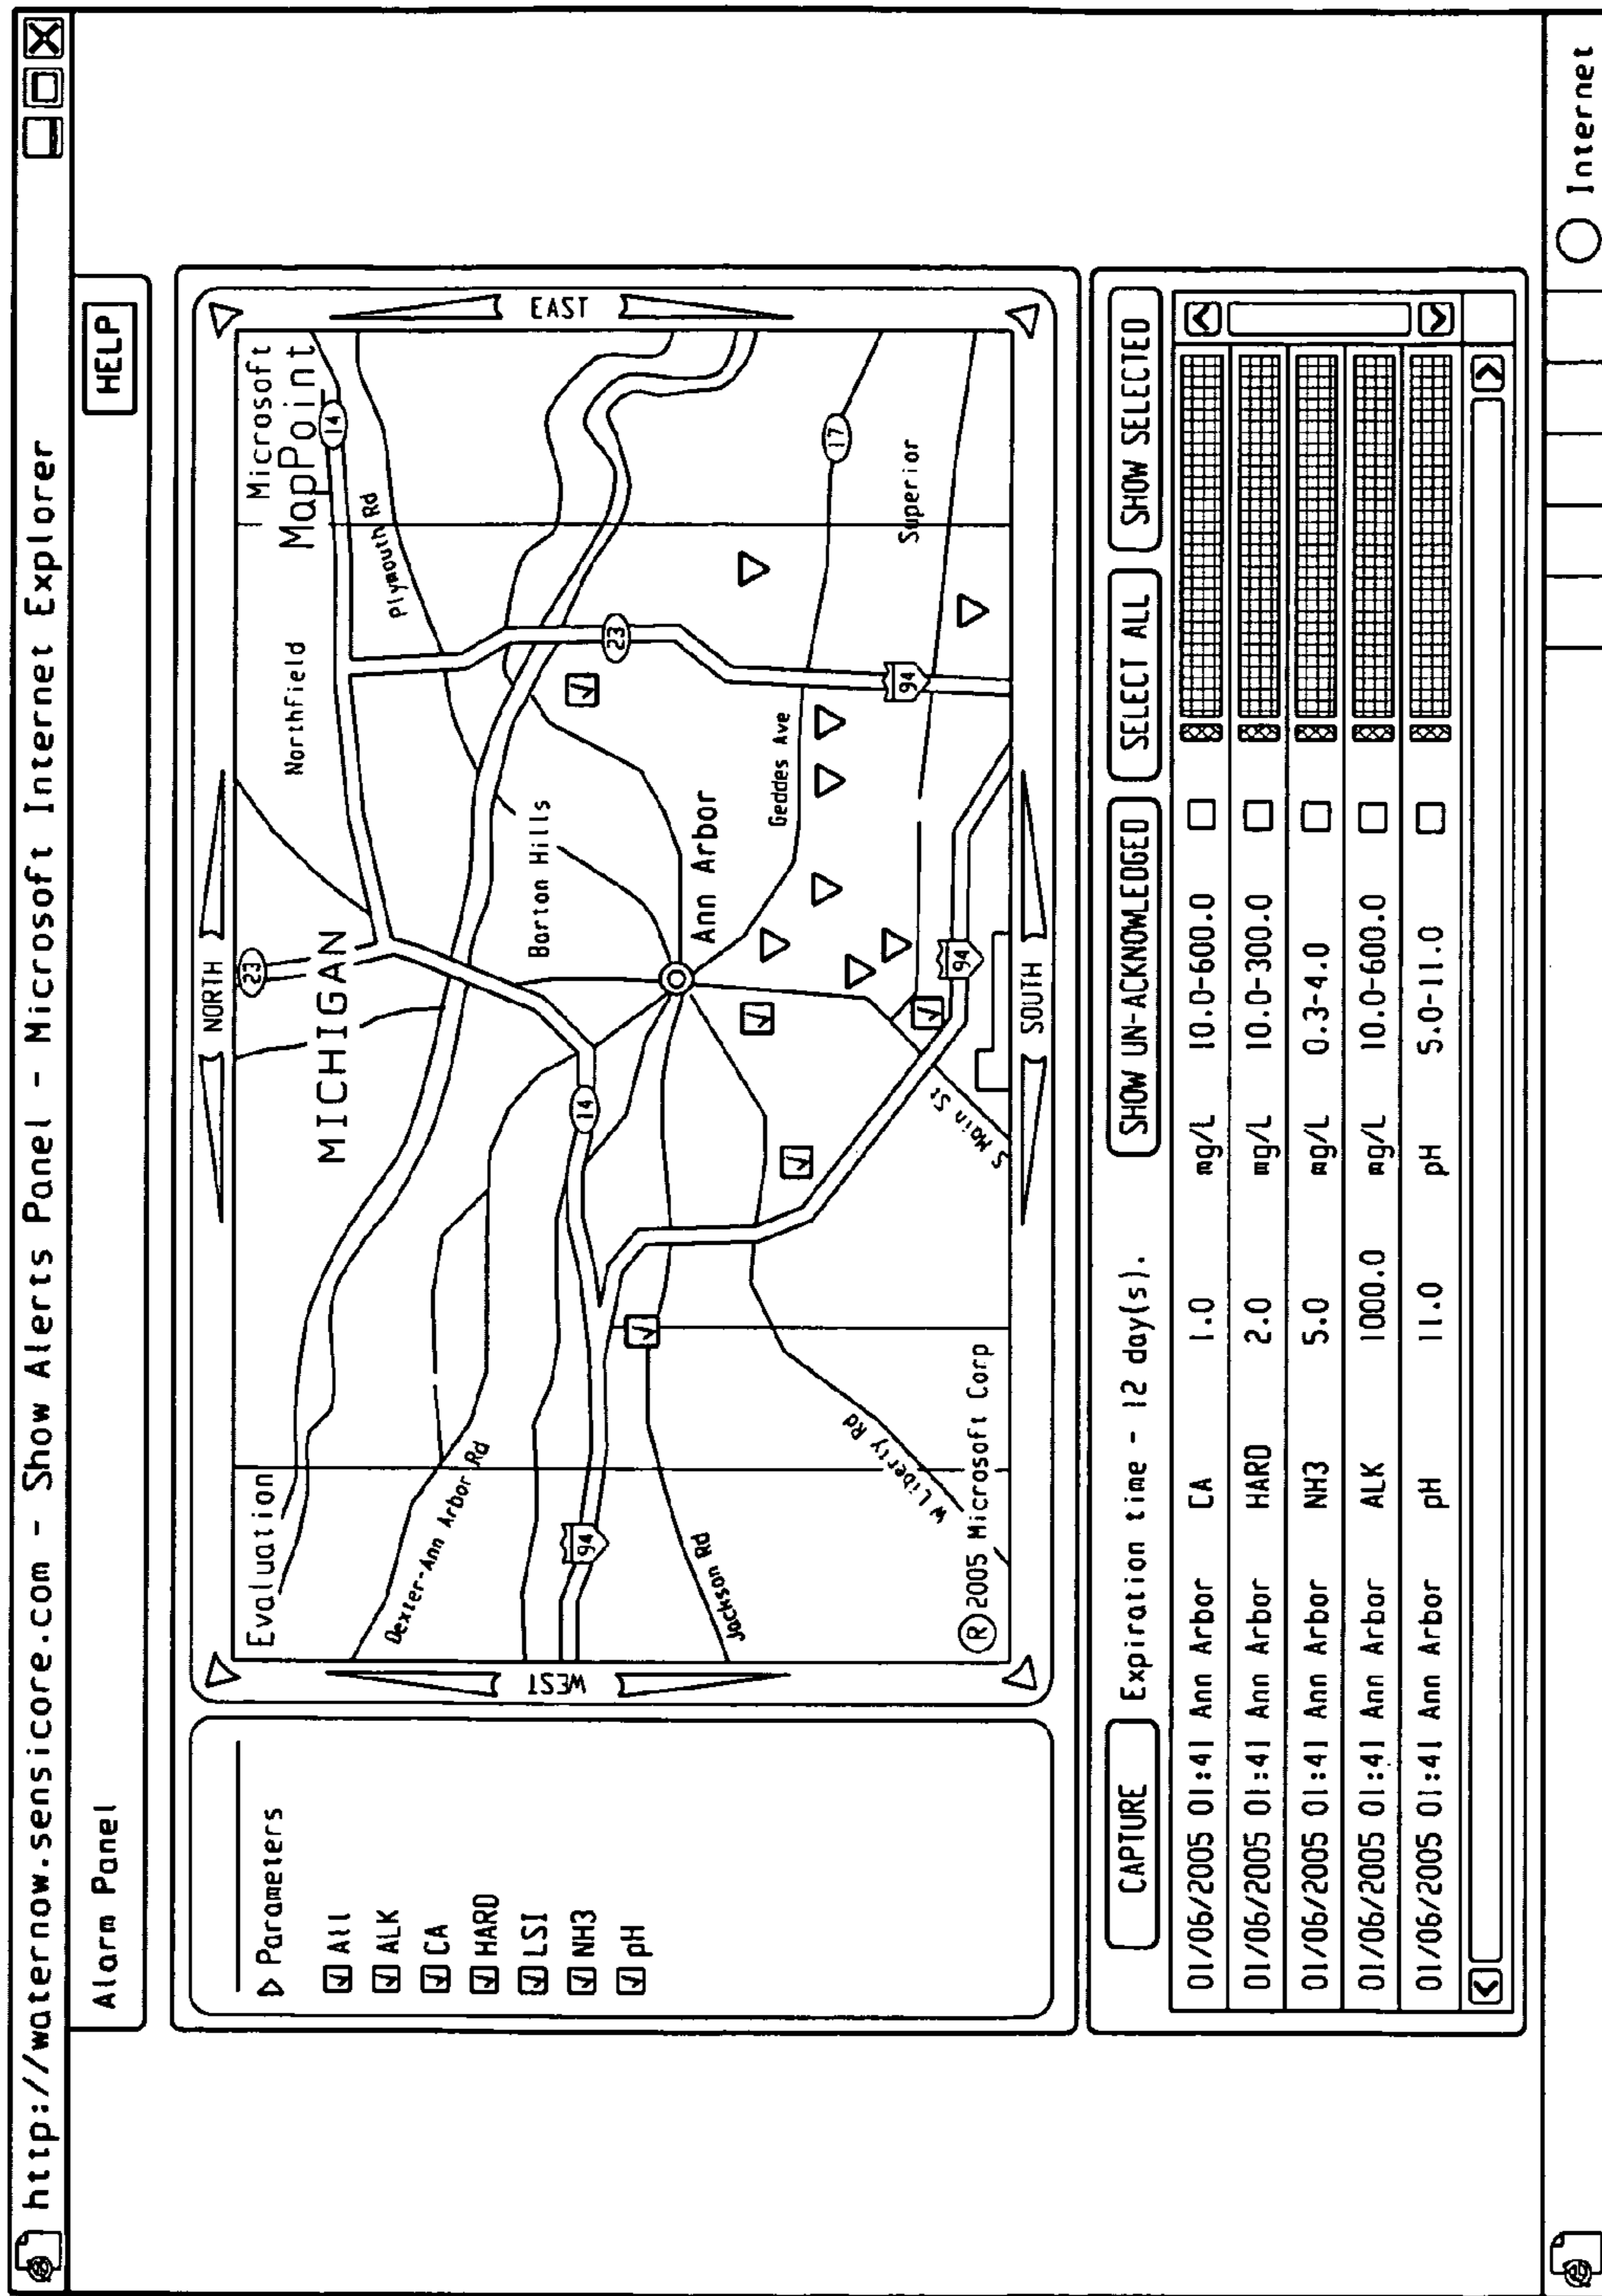 http://waternow.sensicore.com - Show Alerts Panel - Microsoft Internet Explorer
Alarm Panel
HELP
Parameters
All
ALK
CA
HARD
LSI
NH3
pH
NORTH
EAST
WEST
SOUTH
Evaluation
Microsoft
MapPoint
MICHIGAN
23
Northfield
14
Plymouth Rd
Dexter-Ann Arbor Rd
Barton Hills
23
14
94
Ann Arbor
Jackson Rd
Geddes Ave
17
W Liberty Rd
94
Superior
S Main St
94
R 2005 Microsoft Corp
CAPTURE
Expiration time - 12 day(s).
SHOW UN-ACKNOWLEDGED
SELECT ALL
SHOW SELECTED
01/06/2005 01:41 Ann Arbor CA 1.0 mg/L 10.0-600.0
01/06/2005 01:41 Ann Arbor HARD 2.0 mg/L 10.0-300.0
01/06/2005 01:41 Ann Arbor NH3 5.0 mg/L 0.3-4.0
01/06/2005 01:41 Ann Arbor ALK 1000.0 mg/L 10.0-600.0
01/06/2005 01:41 Ann Arbor pH 11.0 pH 5.0-11.0
Internet